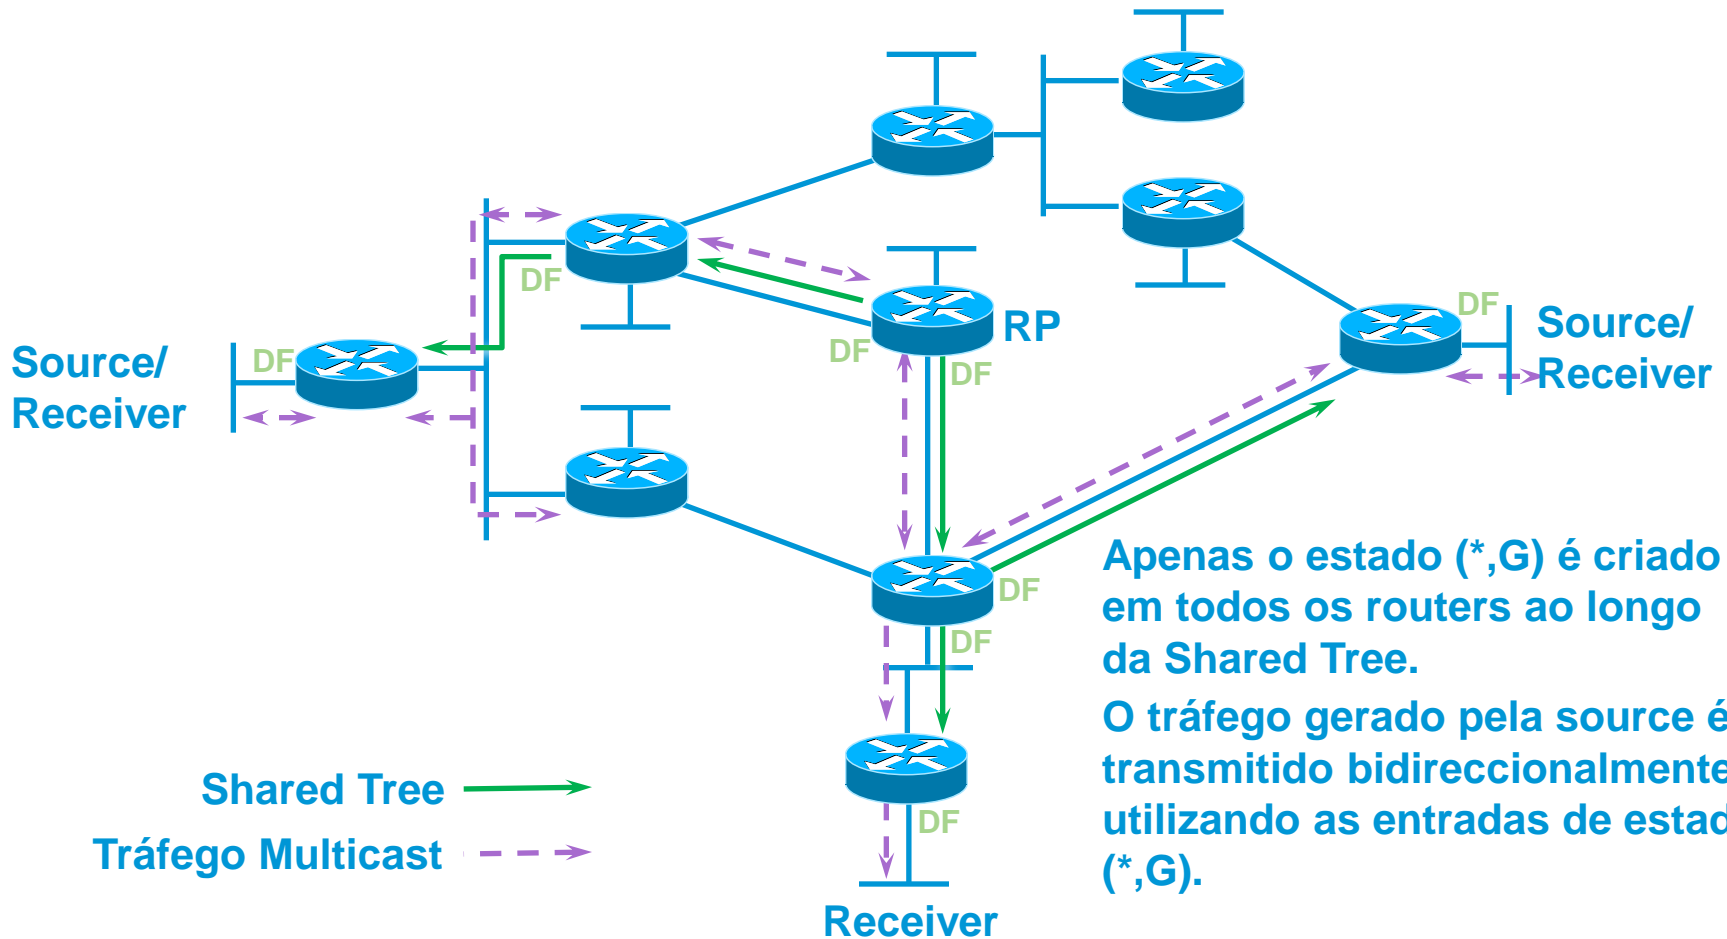 DF
RP
DF
Source/
Receiver
DF
Source/
Receiver
DF
DF
DF
Apenas o estado (*,G) é criado
em todos os routers ao longo
da Shared Tree.
DF
DF
O tráfego gerado pela source é
transmitido bidireccionalmente
utilizando as entradas de estad
(*,G).
Shared Tree
Tráfego Multicast
DF
Receiver